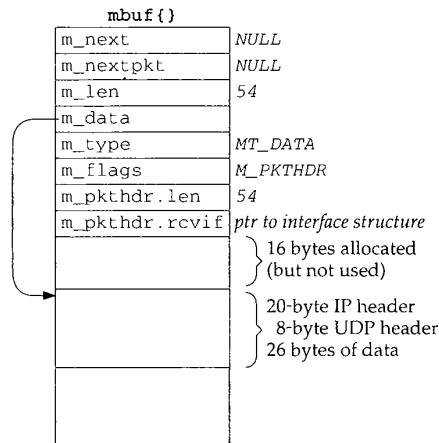 mbuf{}
m_next NULL
m_nextpkt NULL
m_len 54
m_data
m_type MT_DATA
m_flags M_PKTHDR
m_pkthdr.len 54
m_pkthdr.rcvif ptr to interface structure
16 bytes allocated
(but not used)
20-byte IP header
8-byte UDP header
26 bytes of data